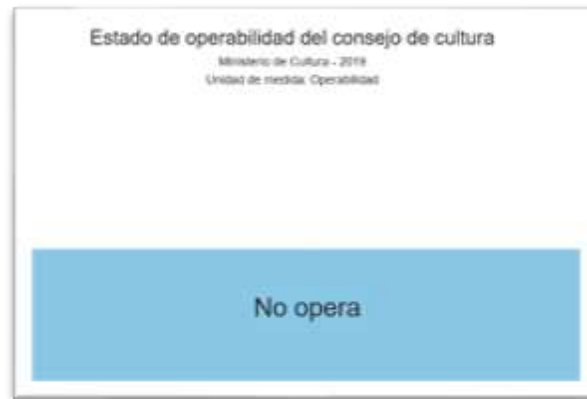 Estado de operabilidad del consejo de cultura
Ministerio de Cultura - 2019
Unidad de medida: Operabilidad
No opera